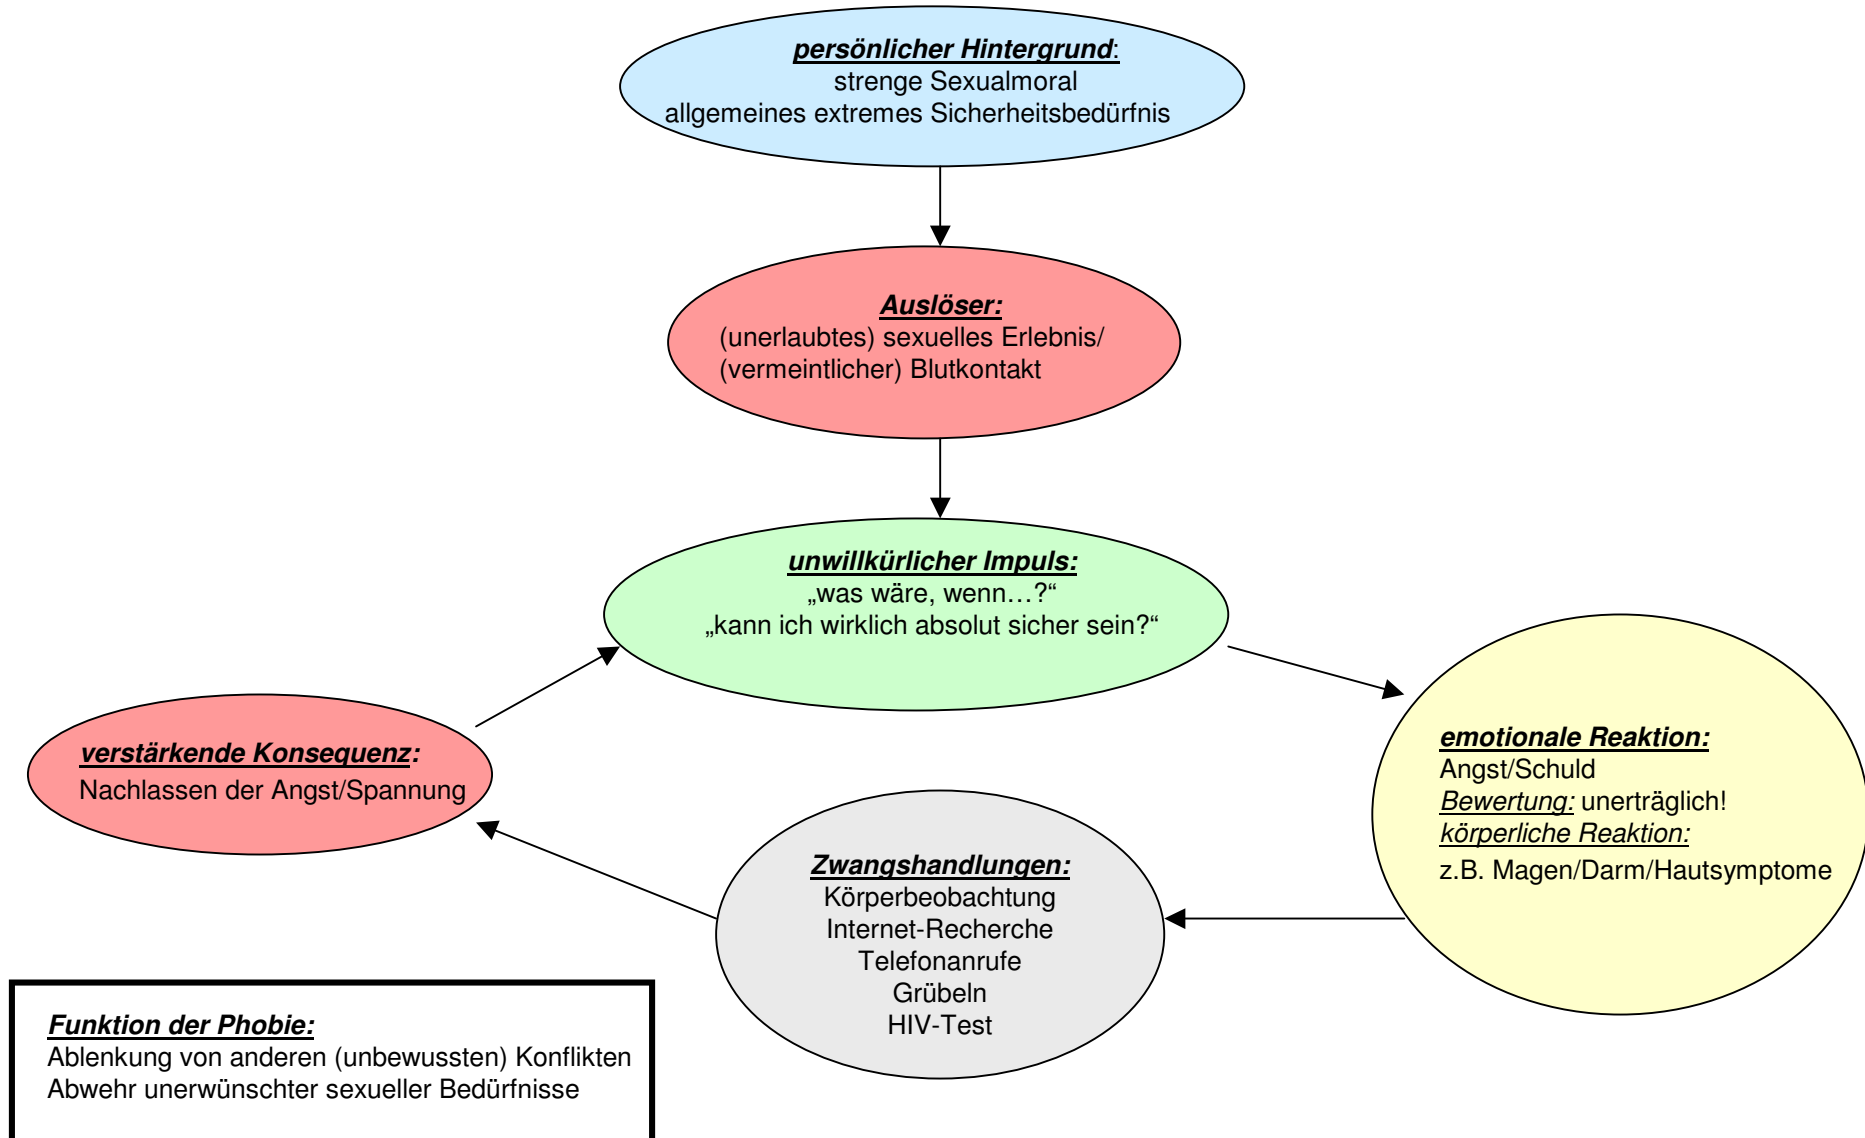 persönlicher Hintergrund:
strenge Sexualmoral
allgemeines extremes Sicherheitsbedürfnis
Auslöser:
(unerlaubtes) sexuelles Erlebnis/
(vermeintlicher) Blutkontakt
unwillkürlicher Impuls:
„was wäre, wenn…?“
„kann ich wirklich absolut sicher sein?“
emotionale Reaktion:
Angst/Schuld
Bewertung: unerträglich!
körperliche Reaktion:
z.B. Magen/Darm/Hautsymptome
Zwangshandlungen:
Körperbeobachtung
Internet-Recherche
Telefonanrufe
Grübeln
HIV-Test
verstärkende Konsequenz:
Nachlassen der Angst/Spannung
Funktion der Phobie:
Ablenkung von anderen (unbewussten) Konflikten
Abwehr unerwünschter sexueller Bedürfnisse